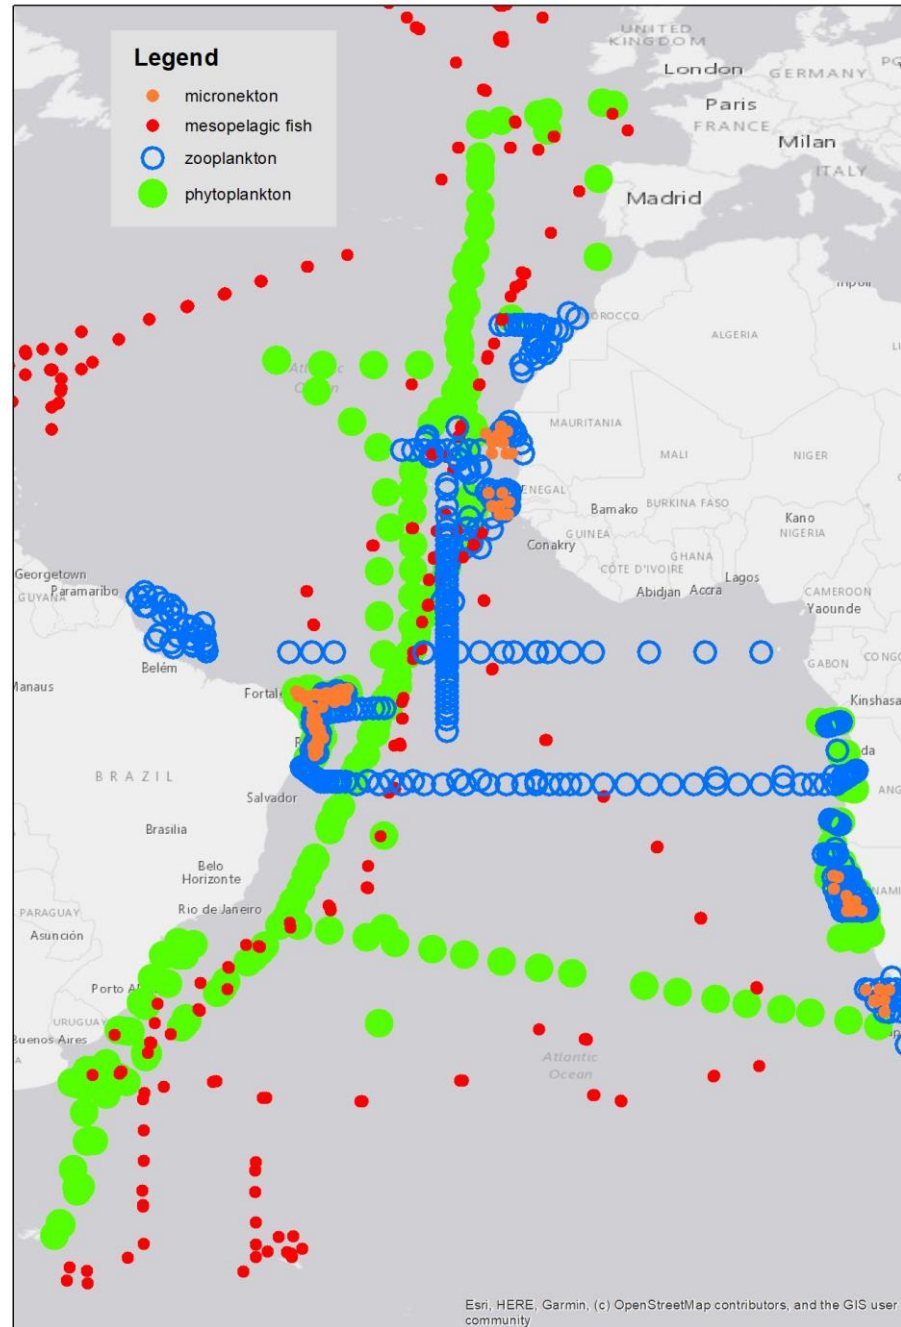 Legend
micronekton
mesopelagic fish
zooplankton
phytoplankton
UNITED
KINGDOM
London
GERMANY
Paris
FRANCE
Milan
ITALY
Madrid
ALGERIA
Atlantic
MAURITANIA
MALI
NIGER
Bamako
BURKINA FASO
Kano
NIGERIA
GUINEA
Conakry
GHANA
CÔTE D'IVOIRE
Lagos
Abidjan
Accra
CAMEROON
Yaounde
Georgetown
Paramaribo
GUYANA
GABON
Belém
Kinshasa
BRAZIL
Salvador
Brasilia
Belo
Horizonte
PARAGUAY
Rio de Janeiro
Asunción
URUGUAY
Buenos Aires
Atlantic
Ocean
Esri, HERE, Garmin, (c) OpenStreetMap contributors, and the GIS user
community